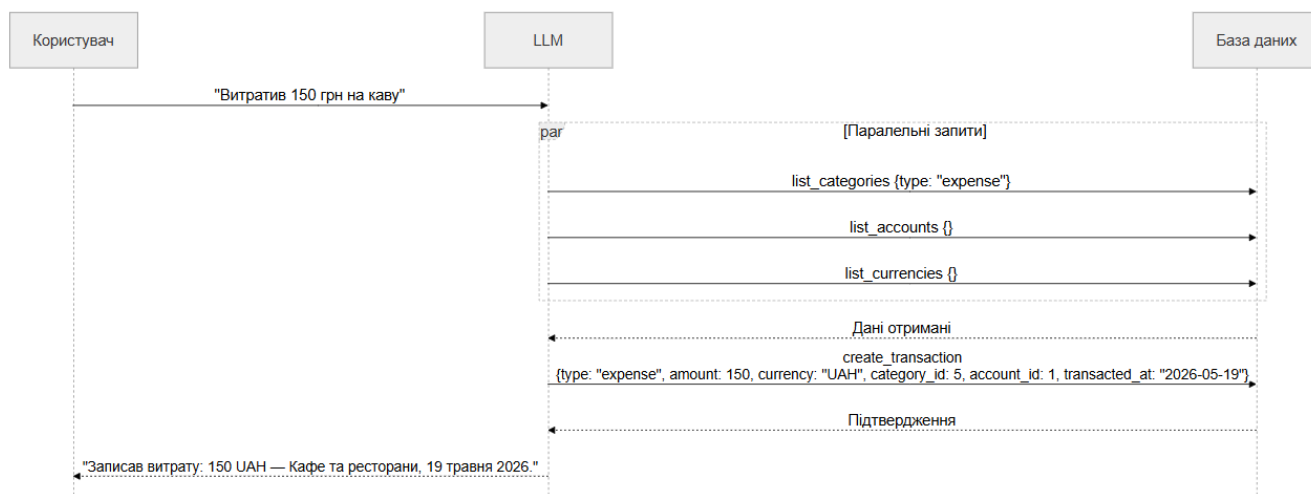 Користувач
LLM
База даних
"Витратив 150 грн на каву"
par
[Паралельні запити]
list_categories {type: "expense"}
list_accounts {}
list_currencies {}
Дані отримані
create_transaction
{type: "expense", amount: 150, currency: "UAH", category_id: 5, account_id: 1, transacted_at: "2026-05-19"}
Підтвердження
"Записав витрату: 150 UAH — Кафе та ресторани, 19 травня 2026."